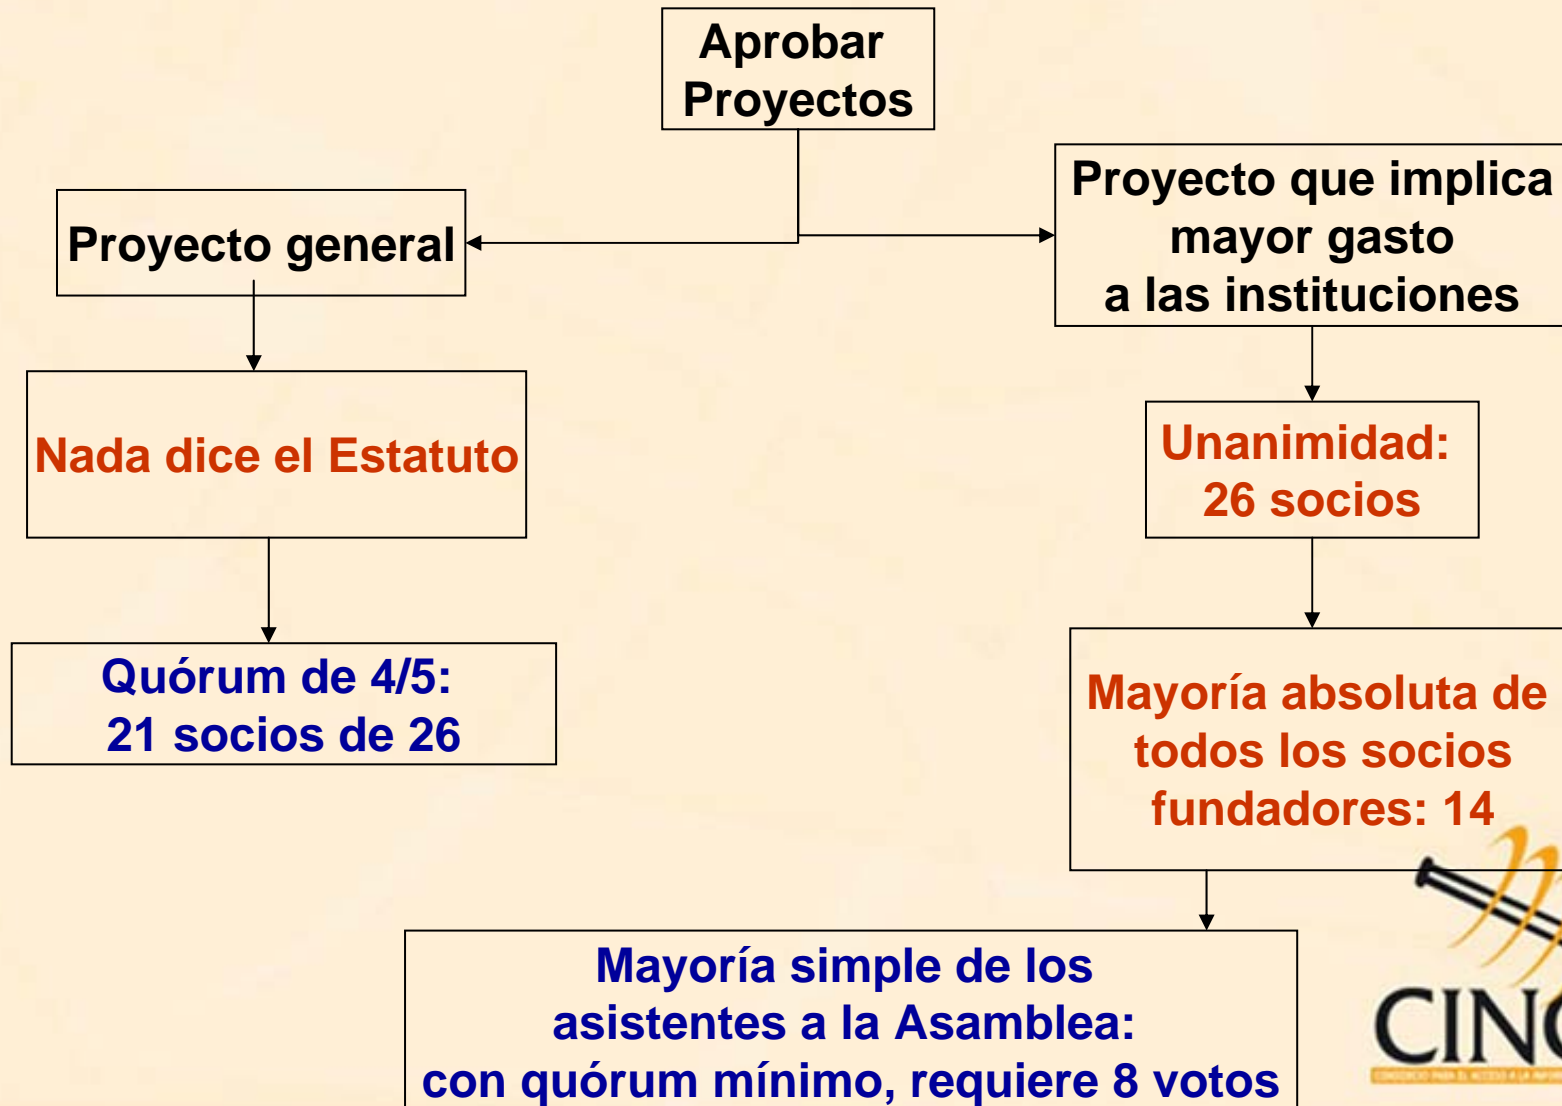 Aprobar
Proyectos
Proyecto general
Proyecto que implica
mayor gasto
a las instituciones
Nada dice el Estatuto
Unanimidad:
26 socios
Quórum de 4/5:
21 socios de 26
Mayoría absoluta de
todos los socios
fundadores: 14
Mayoría simple de los
asistentes a la Asamblea:
con quórum mínimo, requiere 8 votos